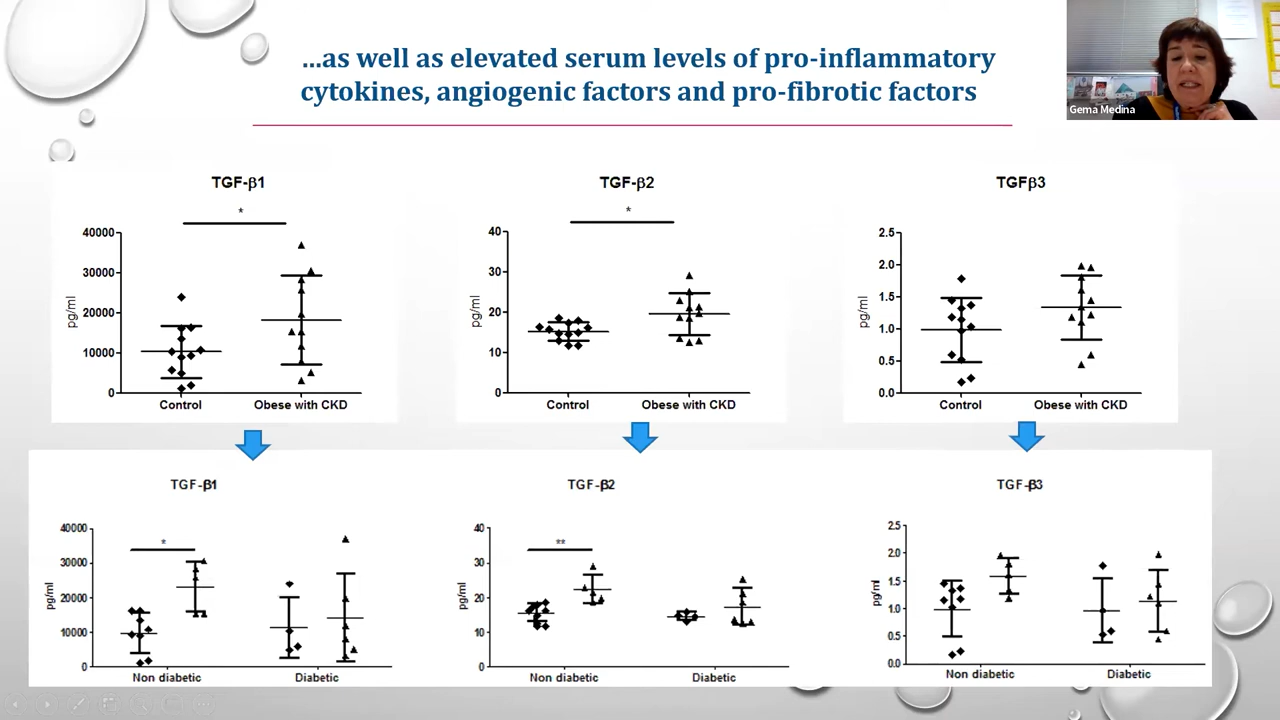 ...as well as elevated serum levels of pro-inflammatory
cytokines, angiogenic factors and pro-fibrotic factors
Gema Medina
TGF-β1
*
40000
30000
20000
10000
0
pg/ml
Control
Obese with CKD
TGF-β2
*
40
30
20
10
0
pg/ml
Control
Obese with CKD
TGFβ3
2.5
2.0
1.5
1.0
0.5
0.0
pg/ml
Control
Obese with CKD
TGF-β1
*
40000
30000
20000
10000
0
pg/ml
Non diabetic
Diabetic
TGF-β2
**
40
30
20
10
0
pg/ml
Non diabetic
Diabetic
TGF-β3
2.5
2.0
1.5
1.0
0.5
0.0
pg/ml
Non diabetic
Diabetic